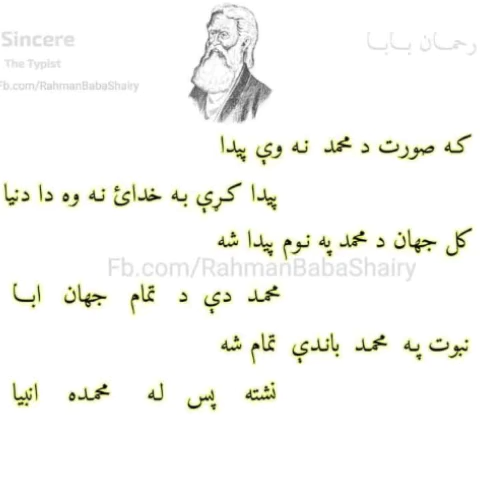 Sincere
رحمان بابا
The Typist
fb.com/RahmanBabaShairy
که صورت د محمد نه وې پیدا
پیدا کړې به خدائ نه وه دا دنیا
کل جهان د محمد په نوم پیدا شه
Fb.com/RahmanBabaShairy
محمد دې د تمام جهان ابا
نبوت په محمد باندې تمام شه
نشته پس له محمده انبیا